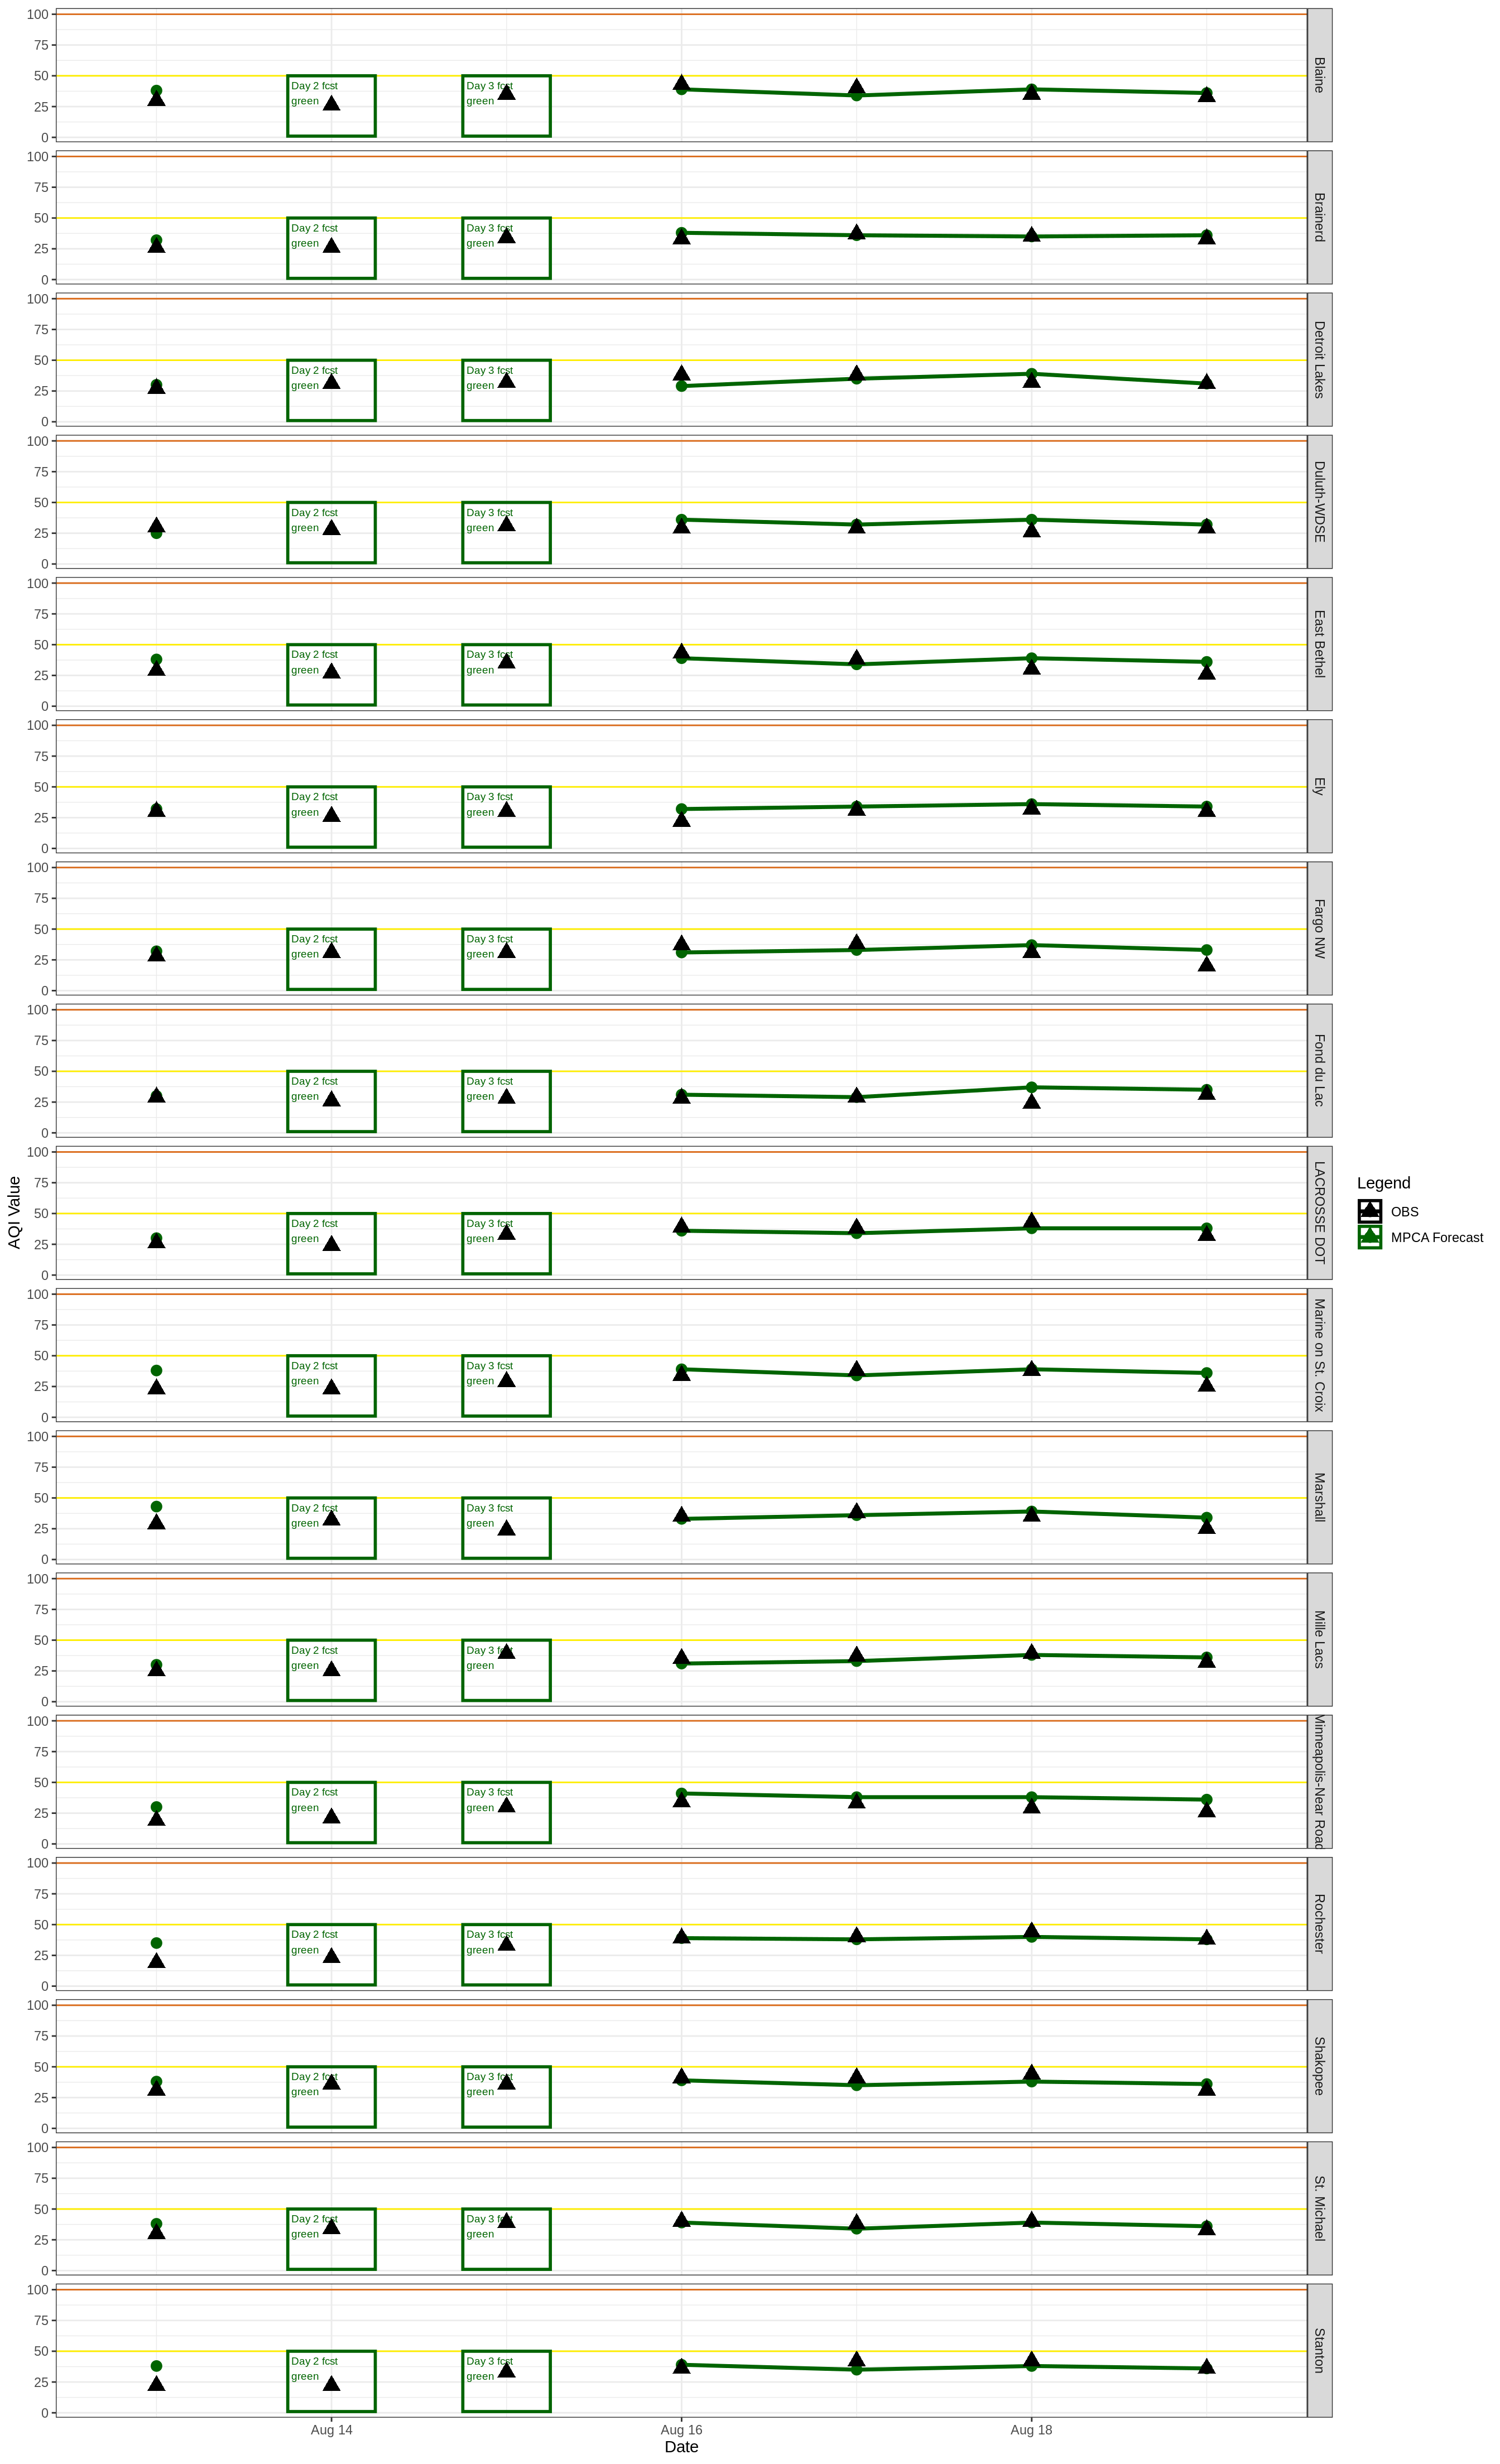 100
75
50
25
0
Day 2 fcst
green
Day 3 fcst
green
Blaine
100
75
50
25
0
Day 2 fcst
green
Day 3 fcst
green
Brainerd
100
75
50
25
0
Day 2 fcst
green
Day 3 fcst
green
Detroit Lakes
100
75
50
25
0
Day 2 fcst
green
Day 3 fcst
green
Duluth-WDSE
100
75
50
25
0
Day 2 fcst
green
Day 3 fcst
green
East Bethel
100
75
50
25
0
Day 2 fcst
green
Day 3 fcst
green
Ely
100
75
50
25
0
Day 2 fcst
green
Day 3 fcst
green
Fargo NW
100
75
50
25
0
Day 2 fcst
green
Day 3 fcst
green
Fond du Lac
100
75
50
25
0
Day 2 fcst
green
Day 3 fcst
green
LACROSSE DOT
100
75
50
25
0
Day 2 fcst
green
Day 3 fcst
green
Marine on St. Croix
100
75
50
25
0
Day 2 fcst
green
Day 3 fcst
green
Marshall
100
75
50
25
0
Day 2 fcst
green
Day 3 fcst
green
Mille Lacs
100
75
50
25
0
Day 2 fcst
green
Day 3 fcst
green
Minneapolis-Near Road
100
75
50
25
0
Day 2 fcst
green
Day 3 fcst
green
Rochester
100
75
50
25
0
Day 2 fcst
green
Day 3 fcst
green
Shakopee
100
75
50
25
0
Day 2 fcst
green
Day 3 fcst
green
St. Michael
100
75
50
25
0
Day 2 fcst
green
Day 3 fcst
green
Stanton
Aug 14
Aug 16
Aug 18
Date
AQI Value
Legend
OBS
MPCA Forecast